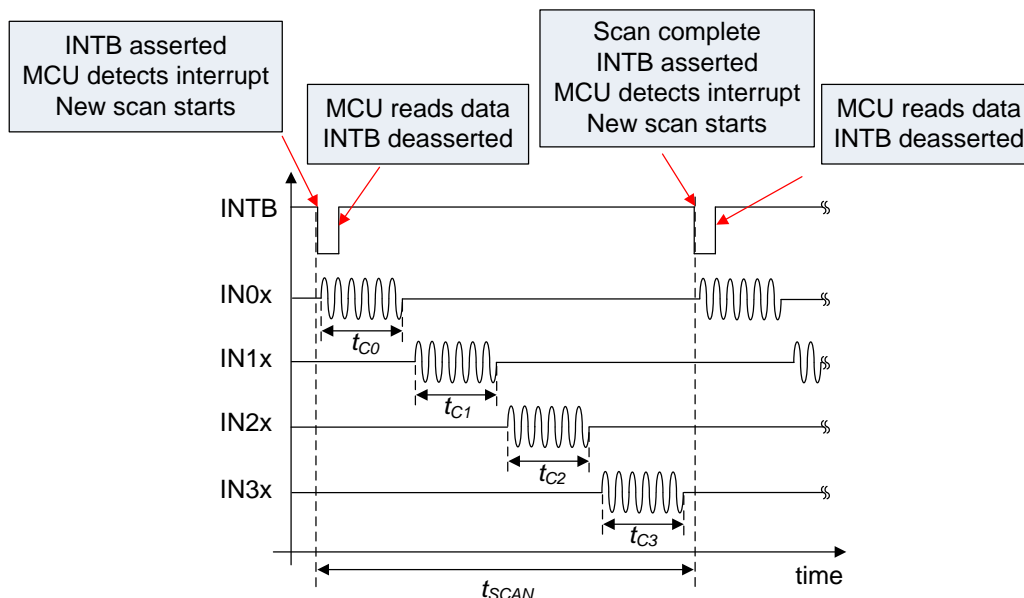 INTB asserted
MCU detects interrupt
New scan starts
MCU reads data
INTB deasserted
Scan complete
INTB asserted
MCU detects interrupt
New scan starts
MCU reads data
INTB deasserted
INTB
IN0x
tC0
IN1x
tC1
IN2x
tC2
IN3x
tC3
time
tSCAN